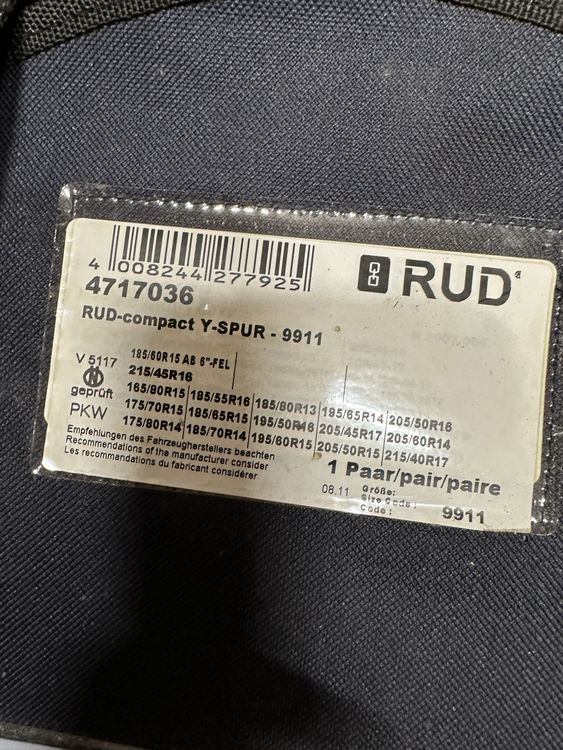 4 008244 277925
RUD
4717036
RUD-compact Y-SPUR - 9911
V 5117
geprüft
PKW
185/60R15 AB 6"-FEL
215/45R16
165/80R15 185/55R16 185/80R13 195/65R14 205/50R16
175/70R15 185/65R15 195/50R16 205/45R17 205/60R14
175/80R14 185/70R14 195/60R15 205/50R15 215/40R17
Empfehlungen des Fahrzeugherstellers beachten
Recommendations of the manufacturer consider
Les recommandations du fabricant considérer
1 Paar/pair/paire
08.11
Größe:
Size Code:
Code: 9911